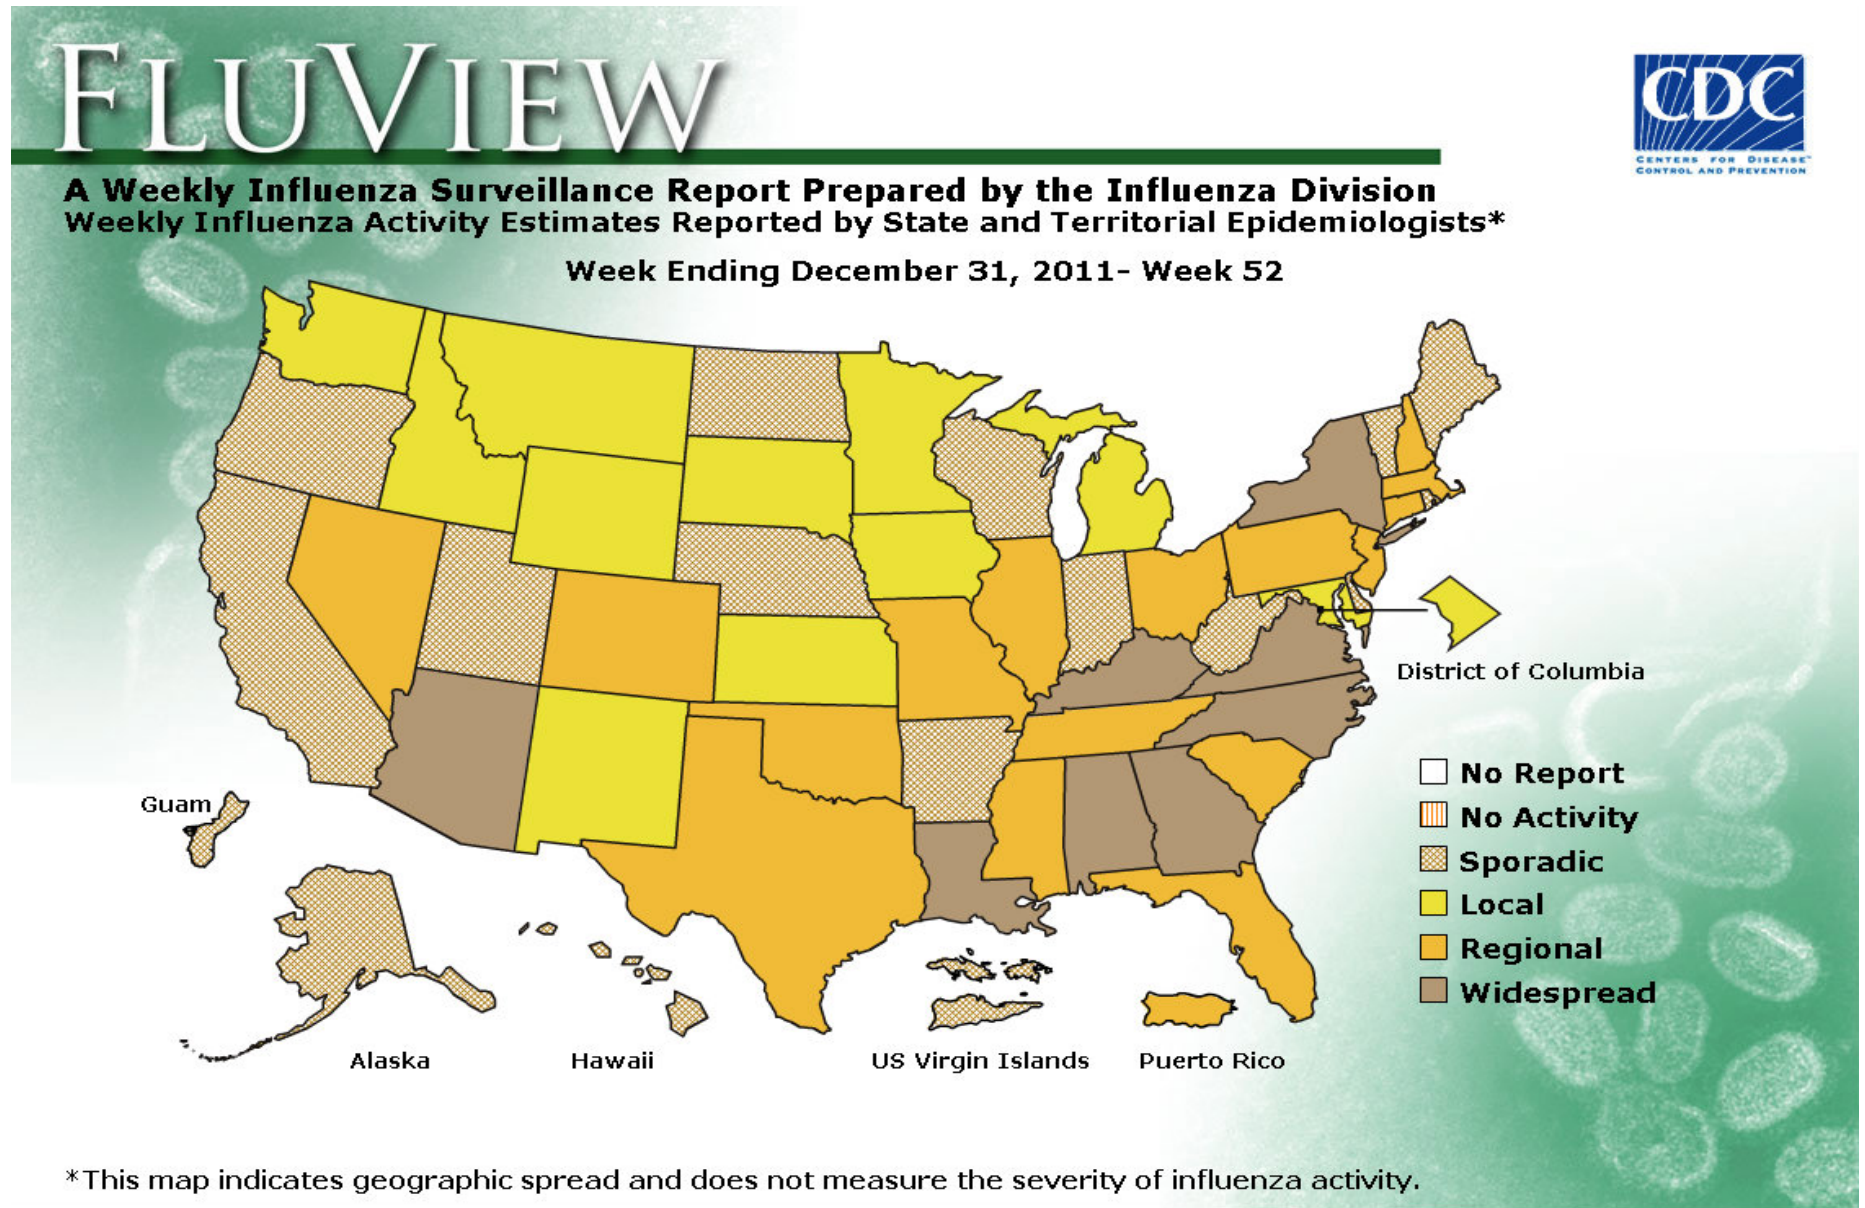 FLUVIEW
CDC
CENTERS FOR DISEASE™
CONTROL AND PREVENTION
A Weekly Influenza Surveillance Report Prepared by the Influenza Division
Weekly Influenza Activity Estimates Reported by State and Territorial Epidemiologists*
Week Ending December 31, 2011- Week 52
District of Columbia
No Report
No Activity
Sporadic
Local
Regional
Widespread
Guam
Alaska
Hawaii
US Virgin Islands
Puerto Rico
*This map indicates geographic spread and does not measure the severity of influenza activity.